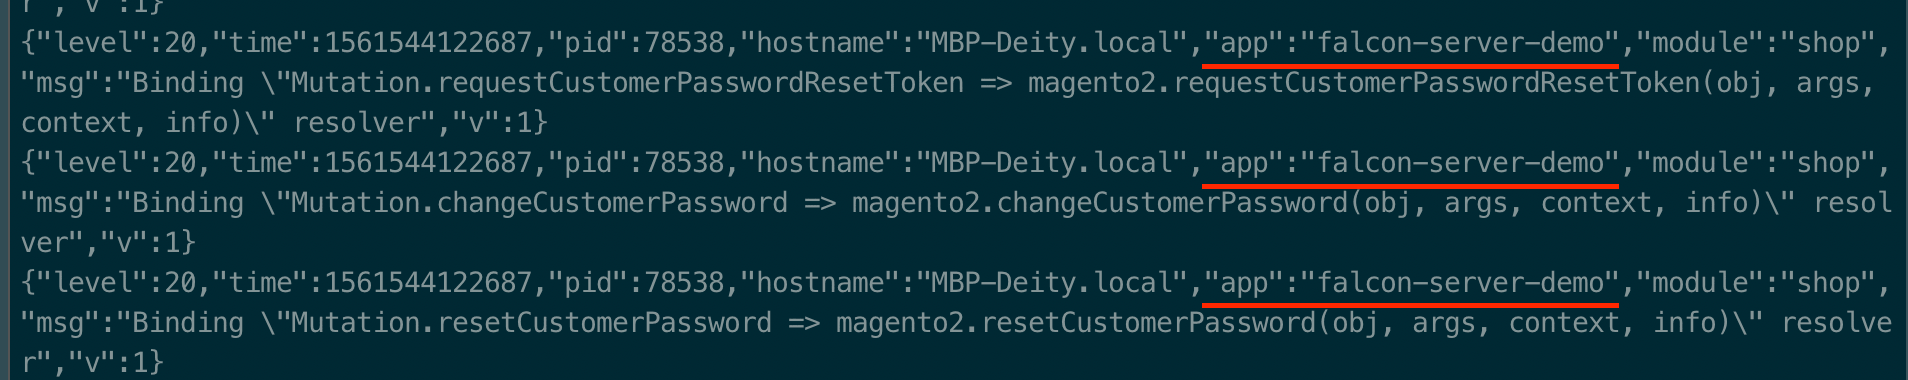 r","v":1}
{"level":20,"time":1561544122687,"pid":78538,"hostname":"MBP-Deity.local","app":"falcon-server-demo","module":"shop",
"msg":"Binding \"Mutation.requestCustomerPasswordResetToken => magento2.requestCustomerPasswordResetToken(obj, args,
context, info)\" resolver","v":1}
{"level":20,"time":1561544122687,"pid":78538,"hostname":"MBP-Deity.local","app":"falcon-server-demo","module":"shop",
"msg":"Binding \"Mutation.changeCustomerPassword => magento2.changeCustomerPassword(obj, args, context, info)\" resol
ver","v":1}
{"level":20,"time":1561544122687,"pid":78538,"hostname":"MBP-Deity.local","app":"falcon-server-demo","module":"shop",
"msg":"Binding \"Mutation.resetCustomerPassword => magento2.resetCustomerPassword(obj, args, context, info)\" resolve
r","v":1}